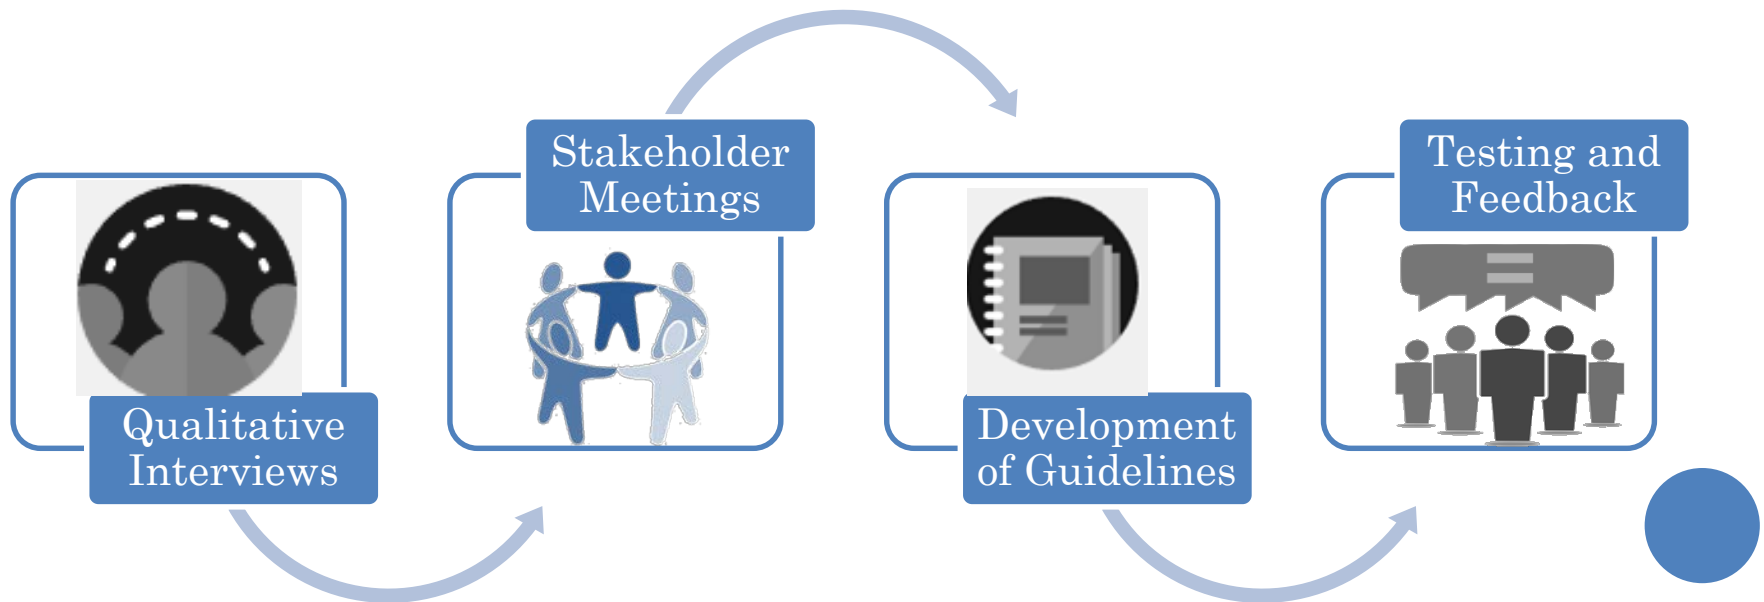 Qualitative
Interviews
Stakeholder
Meetings
Development
of Guidelines
Testing and
Feedback